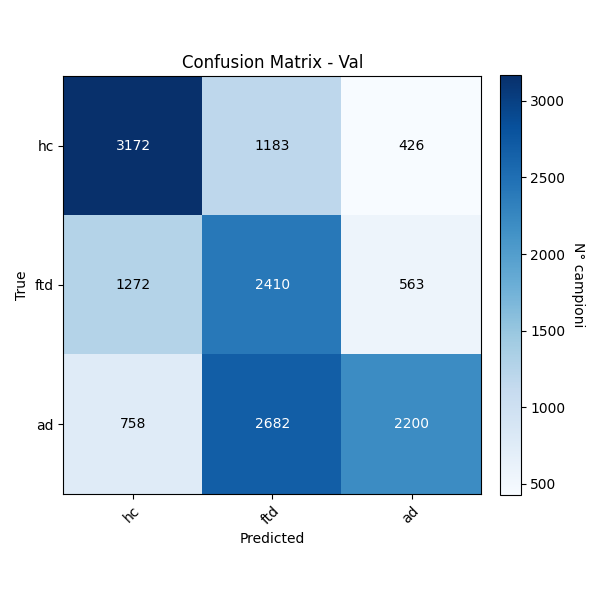 Confusion Matrix - Val
hc 3172 1183 426
ftd 1272 2410 563
ad 758 2682 2200
hc ftd ad
Predicted
True
3000
2500
2000
1500
1000
500
N° campioni